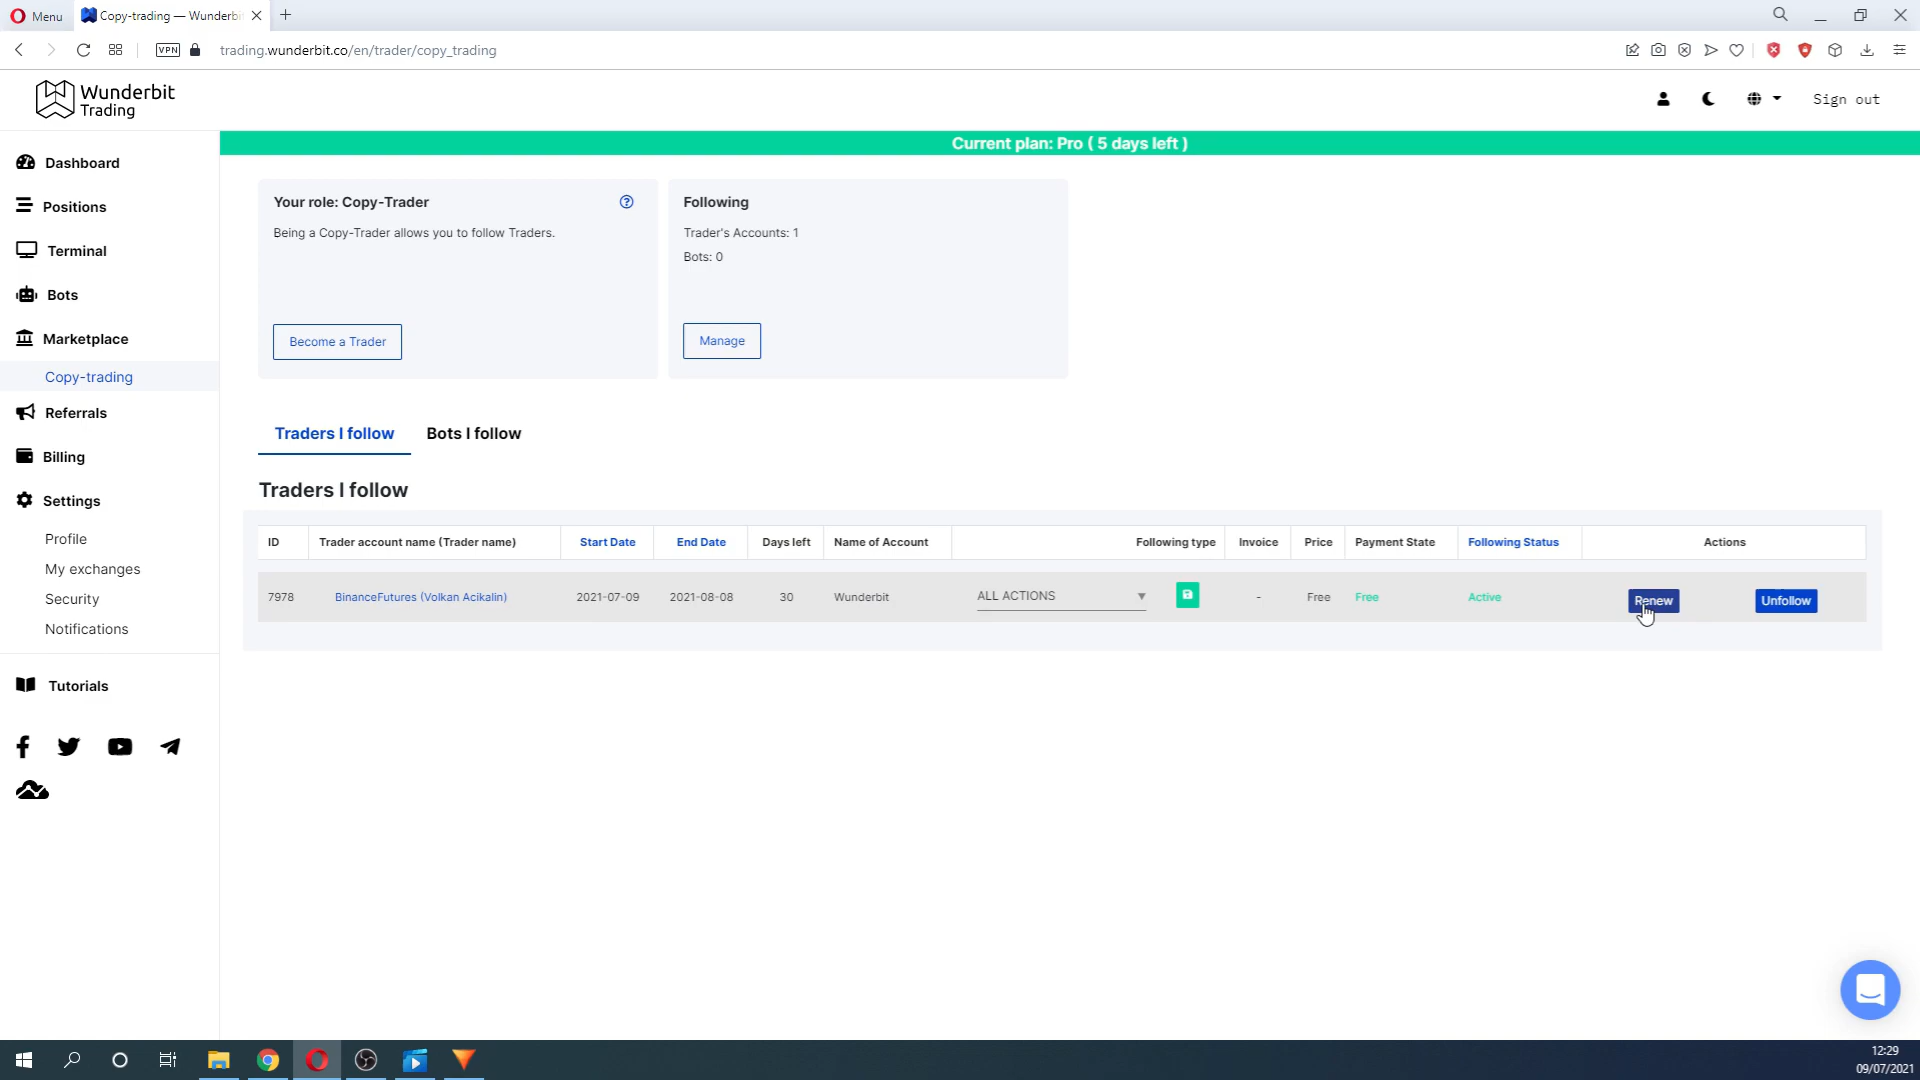 Menu
Copy-trading — Wunderbi
VPN
trading.wunderbit.co/en/trader/copy_trading
Wunderbit
Trading
Sign out
Current plan: Pro ( 5 days left )
Dashboard
Positions
Terminal
Bots
Marketplace
Copy-trading
Referrals
Billing
Settings
Profile
My exchanges
Security
Notifications
Tutorials
Your role: Copy-Trader
Being a Copy-Trader allows you to follow Traders.
Become a Trader
Following
Trader's Accounts: 1
Bots: 0
Manage
Traders I follow
Bots I follow
Traders I follow
ID Trader account name (Trader name) Start Date End Date Days left Name of Account Following type Invoice Price Payment State Following Status Actions
7978 BinanceFutures (Volkan Acikalin) 2021-07-09 2021-08-08 30 Wunderbit ALL ACTIONS - Free Free Active Renew Unfollow
12:29
09/07/2021